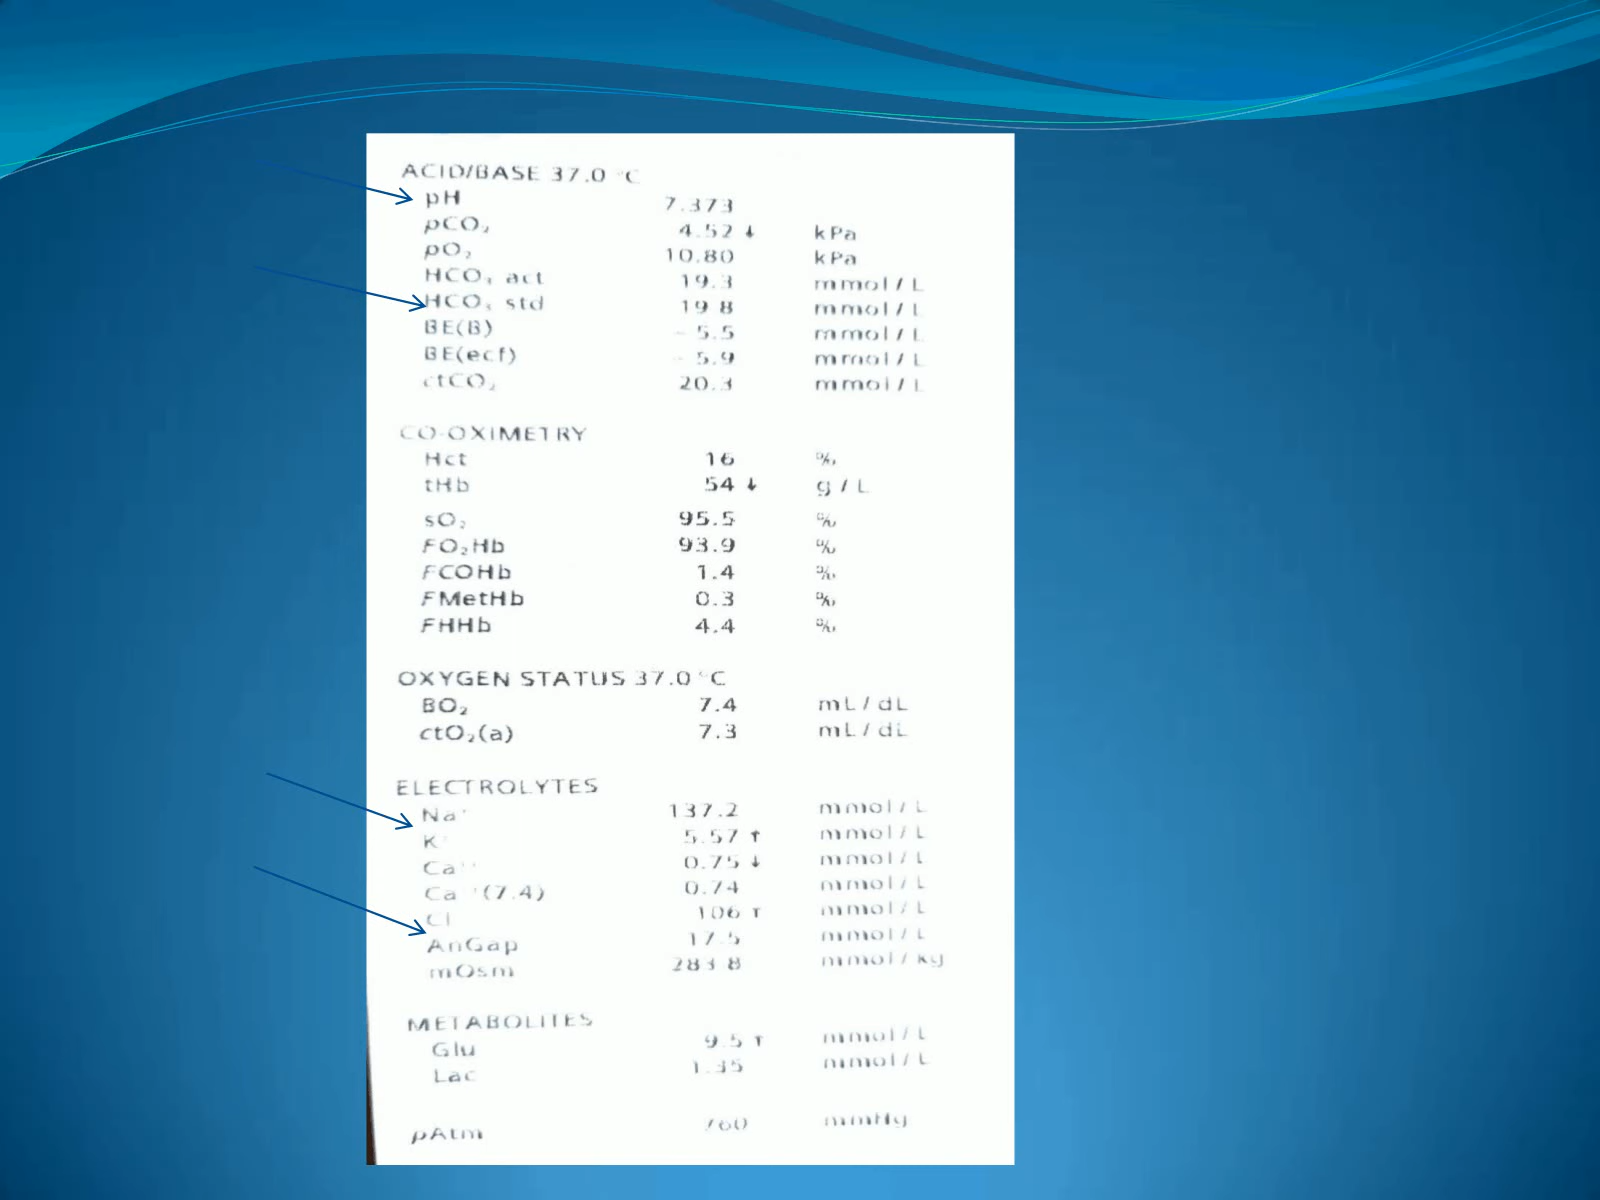 ACID/BASE 37.0 °C
pH 7.373
pCO₂ 4.52 ↓ kPa
pO₂ 10.80 kPa
HCO₃ act 19.3 mmol/L
HCO₃ std 19.8 mmol/L
BE(B) - 5.5 mmol/L
BE(ecf) - 5.9 mmol/L
ctCO₂ 20.3 mmol/L
CO-OXIMETRY
Hct 16 %
tHb 54 ↓ g/L
sO₂ 95.5 %
FO₂Hb 93.9 %
FCOHb 1.4 %
FMetHb 0.3 %
FHHb 4.4 %
OXYGEN STATUS 37.0 °C
BO₂ 7.4 mL/dL
ctO₂(a) 7.3 mL/dL
ELECTROLYTES
Na⁺ 137.2 mmol/L
K⁺ 5.57 ↑ mmol/L
Ca⁺⁺ 0.75 ↓ mmol/L
Ca⁺⁺(7.4) 0.74 mmol/L
Cl 106 ↑ mmol/L
AnGap 17.5 mmol/L
mOsm 283.8 mmol/kg
METABOLITES
Glu 9.5 ↑ mmol/L
Lac 1.35 mmol/L
pAtm 760 mmHg